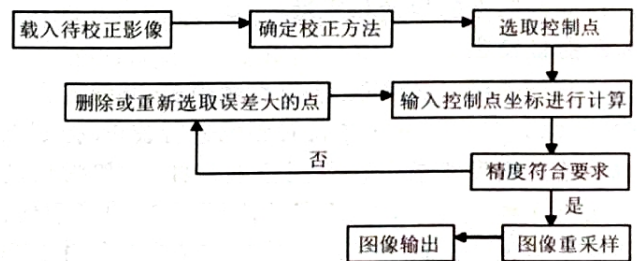 载入待校正影像
确定校正方法
选取控制点
删除或重新选取误差大的点
输入控制点坐标进行计算
否
精度符合要求
是
图像输出
图像重采样